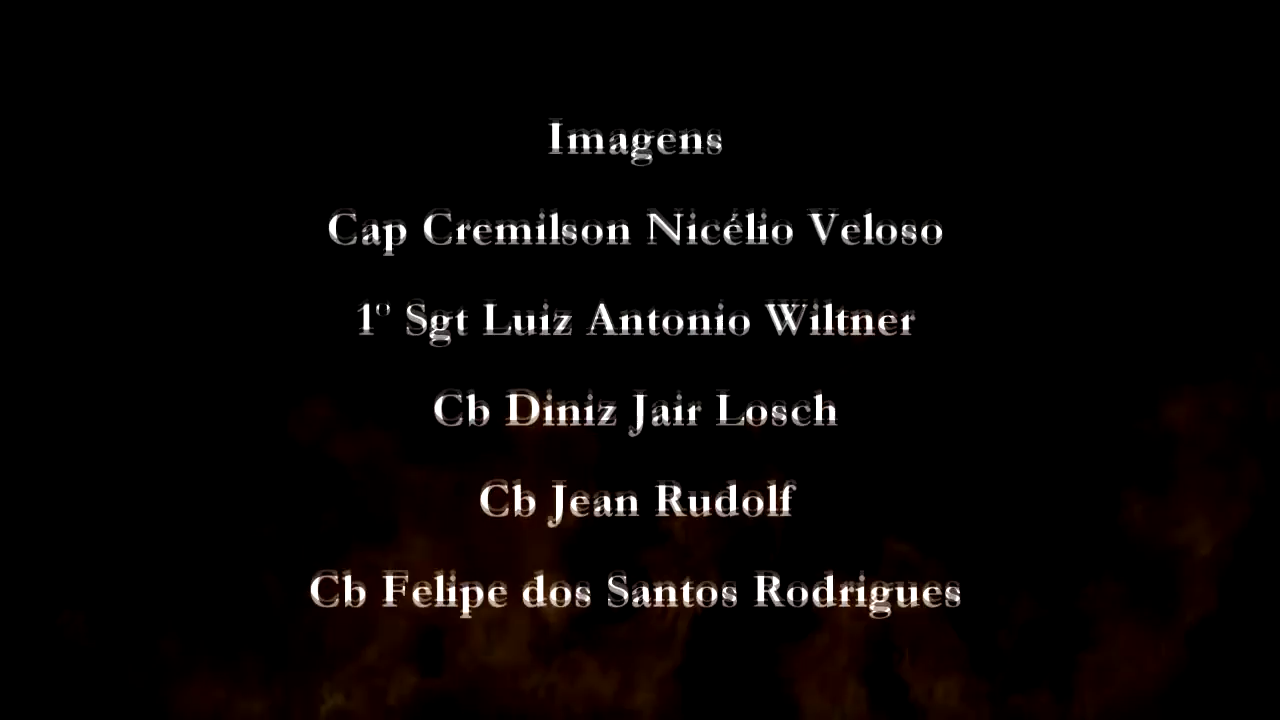 Imagens
Cap Cremilson Nicélio Veloso
1º Sgt Luiz Antonio Wiltner
Cb Diniz Jair Losch
Cb Jean Rudolf
Cb Felipe dos Santos Rodrigues